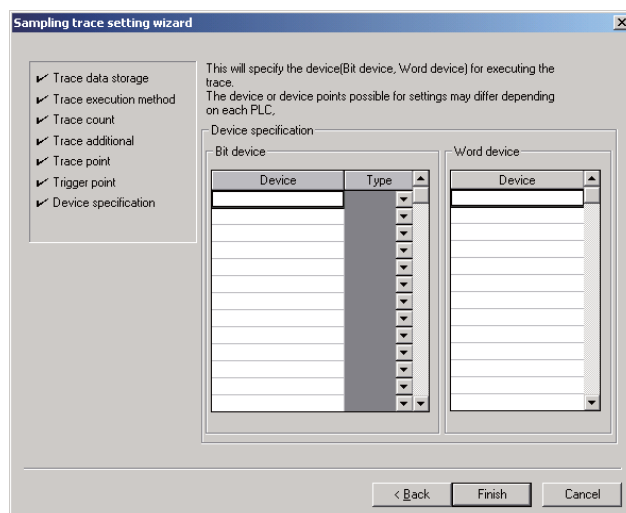 Sampling trace setting wizard
Trace data storage
Trace execution method
Trace count
Trace additional
Trace point
Trigger point
Device specification
This will specify the device(Bit device, Word device) for executing the
trace.
The device or device points possible for settings may differ depending
on each PLC,
Device specification
Bit device
Word device
Device Type
Device
< Back Finish Cancel